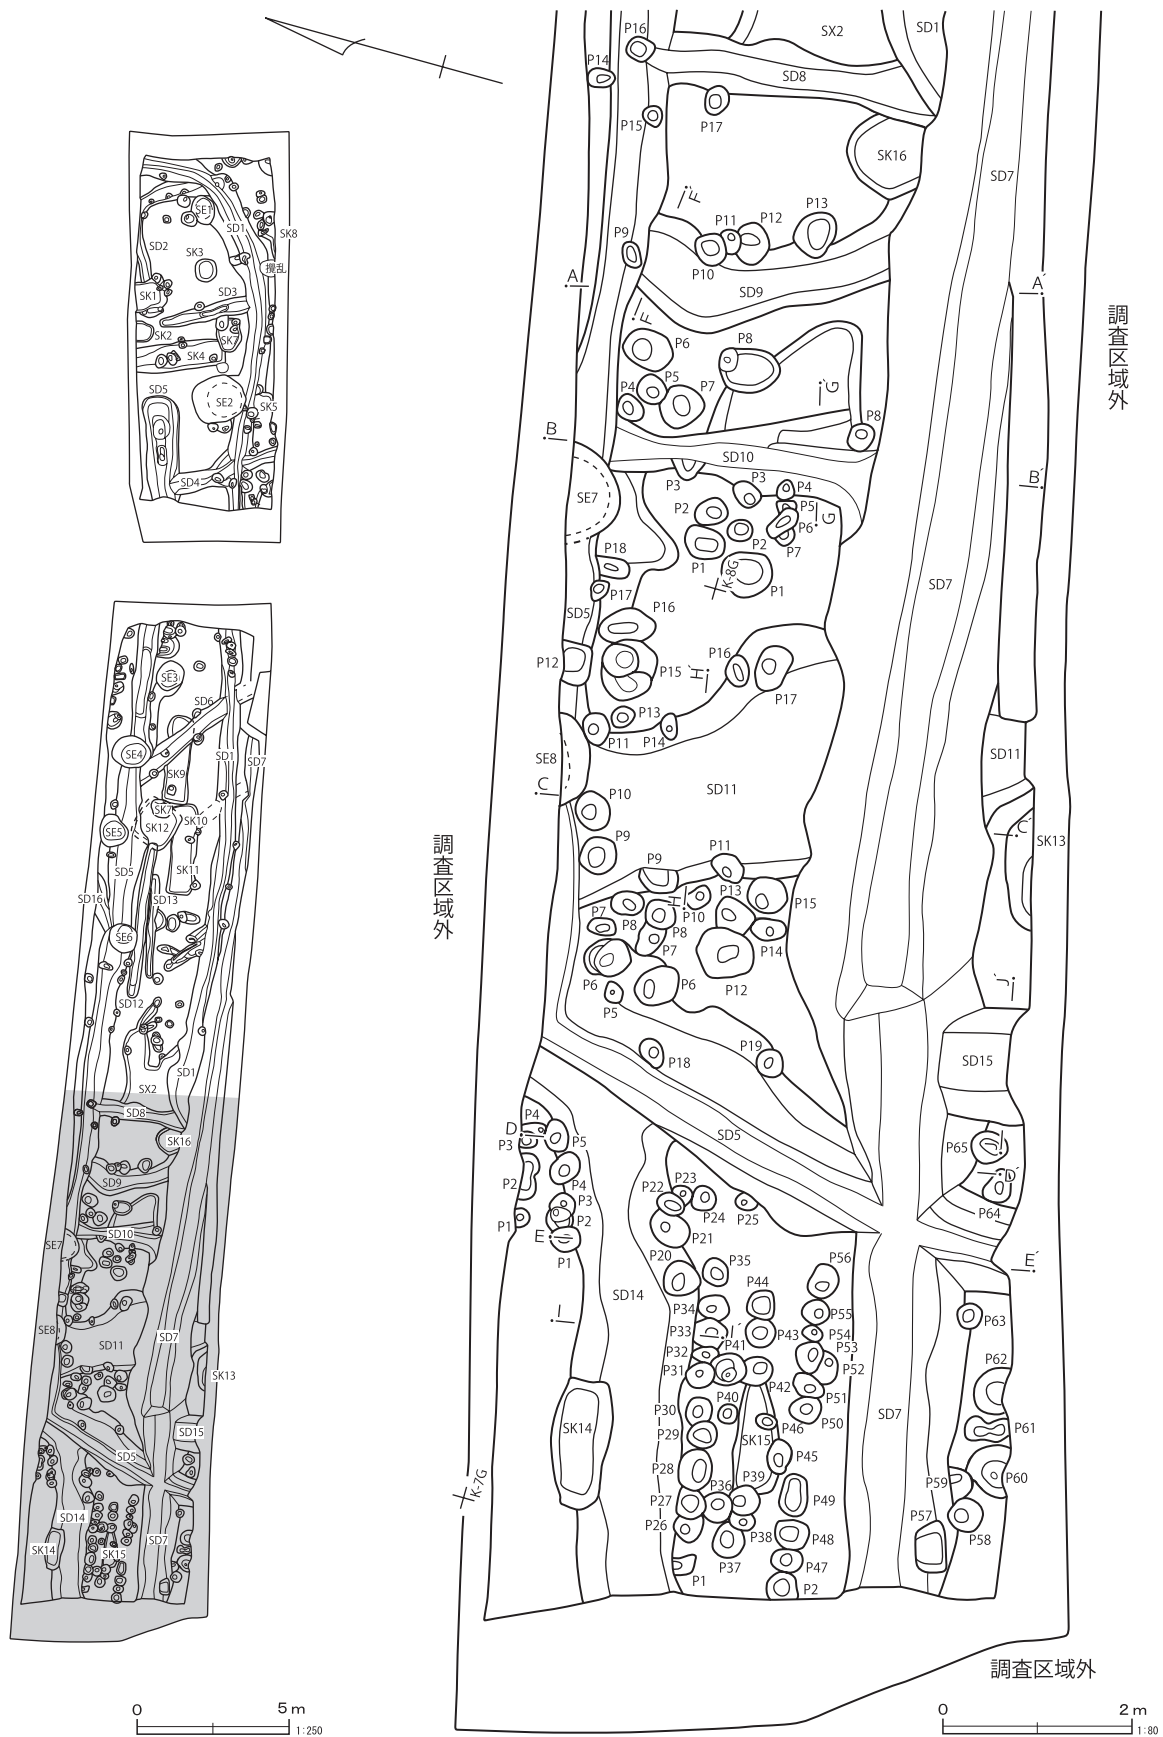 SE1
SD1
SK8
SD2
SK3
攪乱
SK1
SD3
SK2
SK7
SK4
SD5
SE2
SK5
SD4
SE3
SD6
SE4
SD1
SD7
SK9
SK7
SK10
SE5
SK12
SD5
SK11
SD16
SD13
SE6
SD12
SD1
SX2
SD8
SK16
SD9
SD10
SE7
SE8
SD7
SD11
SK13
SD15
SD5
SD14
SK14
SK15
SD7
0
5 m
1:250
P16
SX2
SD1
P14
SD8
P15
P17
SK16
SD7
F´
P13
P11
P12
P9
P10
A
SD9
A´
F
P6
P8
調査区域外
P5
P4
P7
G´
P8
B
SD10
P3
P3
P4
B´
SE7
P2
P5
G
P6
P2
P7
P18
P1
K-8G
P1
SD7
P17
SD5
P16
P12
P15
P16
H´
P17
P13
P11
P14
SE8
SD11
SD11
C
P10
C´
SK13
調査区域外
P9
P11
P9
P13
P15
H
P10
P7
P8
P8
P14
P7
P6
P6
P12
J´
P5
P19
P18
SD15
P4
D
P3
P5
SD5
J
P65
D´
P2
P4
P23
P22
P3
P24
P25
P64
P1
P2
E
P21
P1
E´
P20
P35
P56
SD14
P44
P34
P55
P63
I
P33
I´
P43
P54
P41
P53
P32
P31
P52
P62
P42
P51
P40
P30
P50
SK14
P46
P61
P29
SK15
SD7
P45
P28
P39
P60
P59
K-7G
P36
P49
P27
P57
P26
P38
P58
P48
P37
P47
P1
P2
調査区域外
0
2 m
1:80